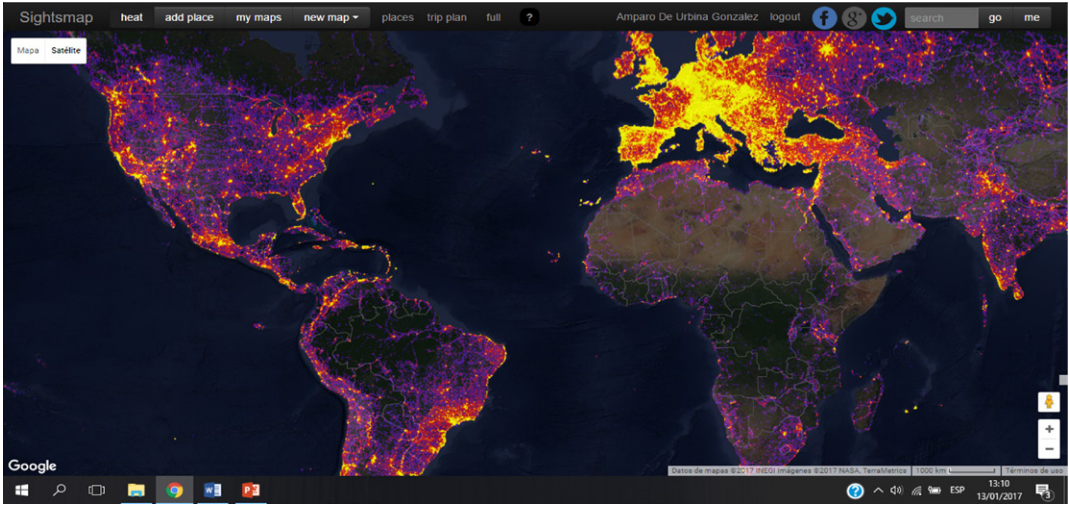 Sightsmap heat add place my maps new map places trip plan full ? Amparo De Urbina Gonzalez logout f g+ search go me
Mapa Satélite
+
−
Google
Datos de mapas ©2017 INEGI Imágenes ©2017 NASA, TerraMetrics 1000 km Términos de uso
ESP 13:10
13/01/2017 3